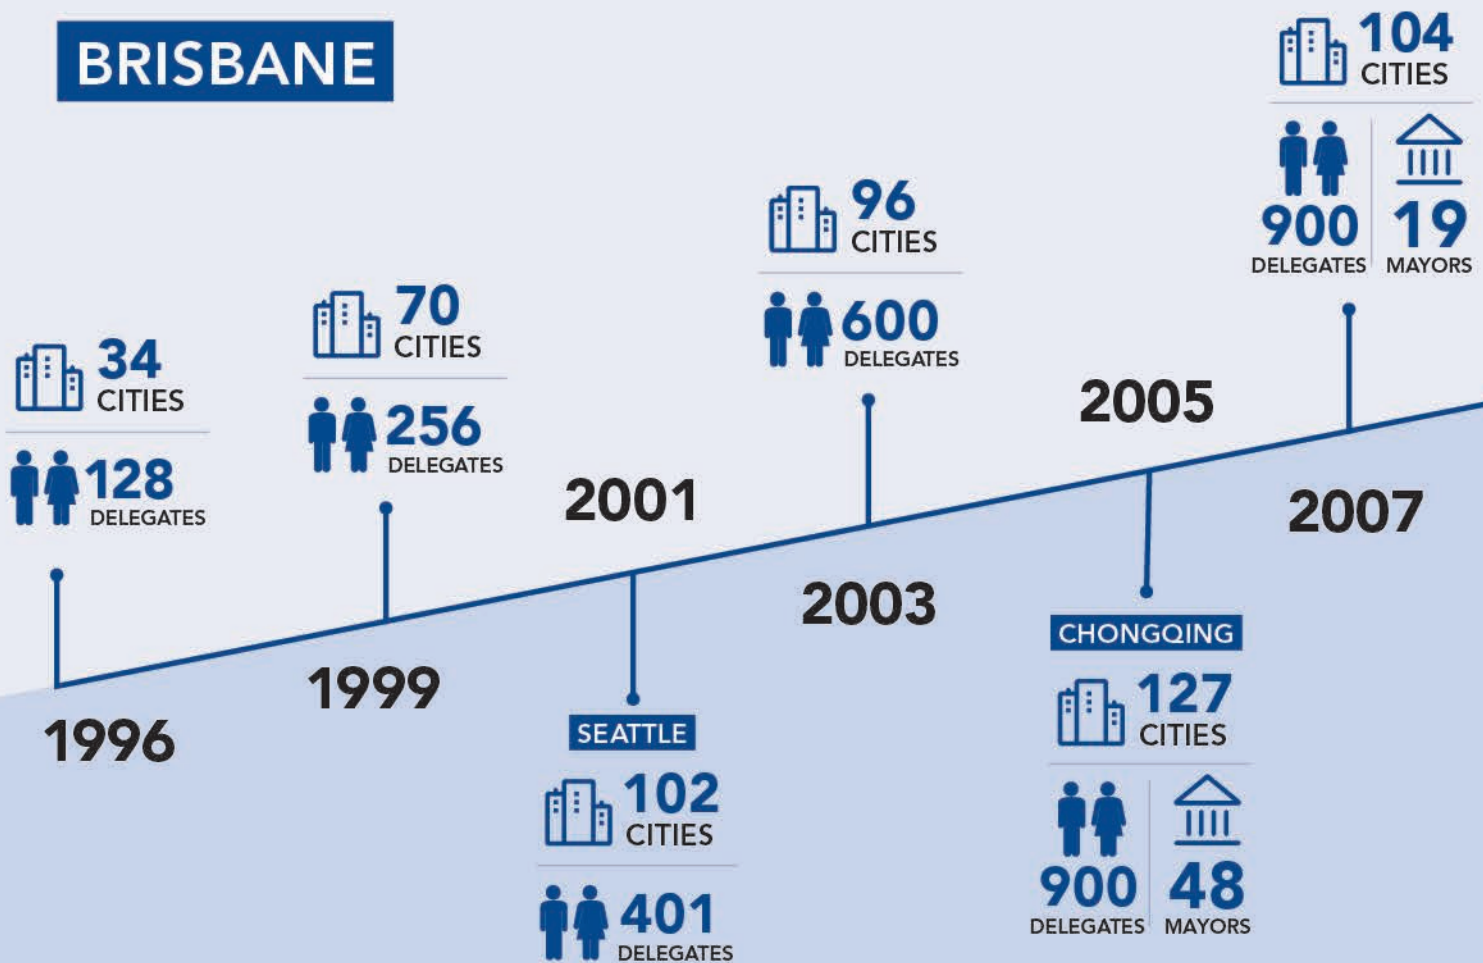 BRISBANE
34
CITIES
128
DELEGATES
1996
70
CITIES
256
DELEGATES
1999
2001
SEATTLE
102
CITIES
401
DELEGATES
96
CITIES
600
DELEGATES
2003
2005
CHONGQING
127
CITIES
900
DELEGATES
48
MAYORS
104
CITIES
900
DELEGATES
19
MAYORS
2007